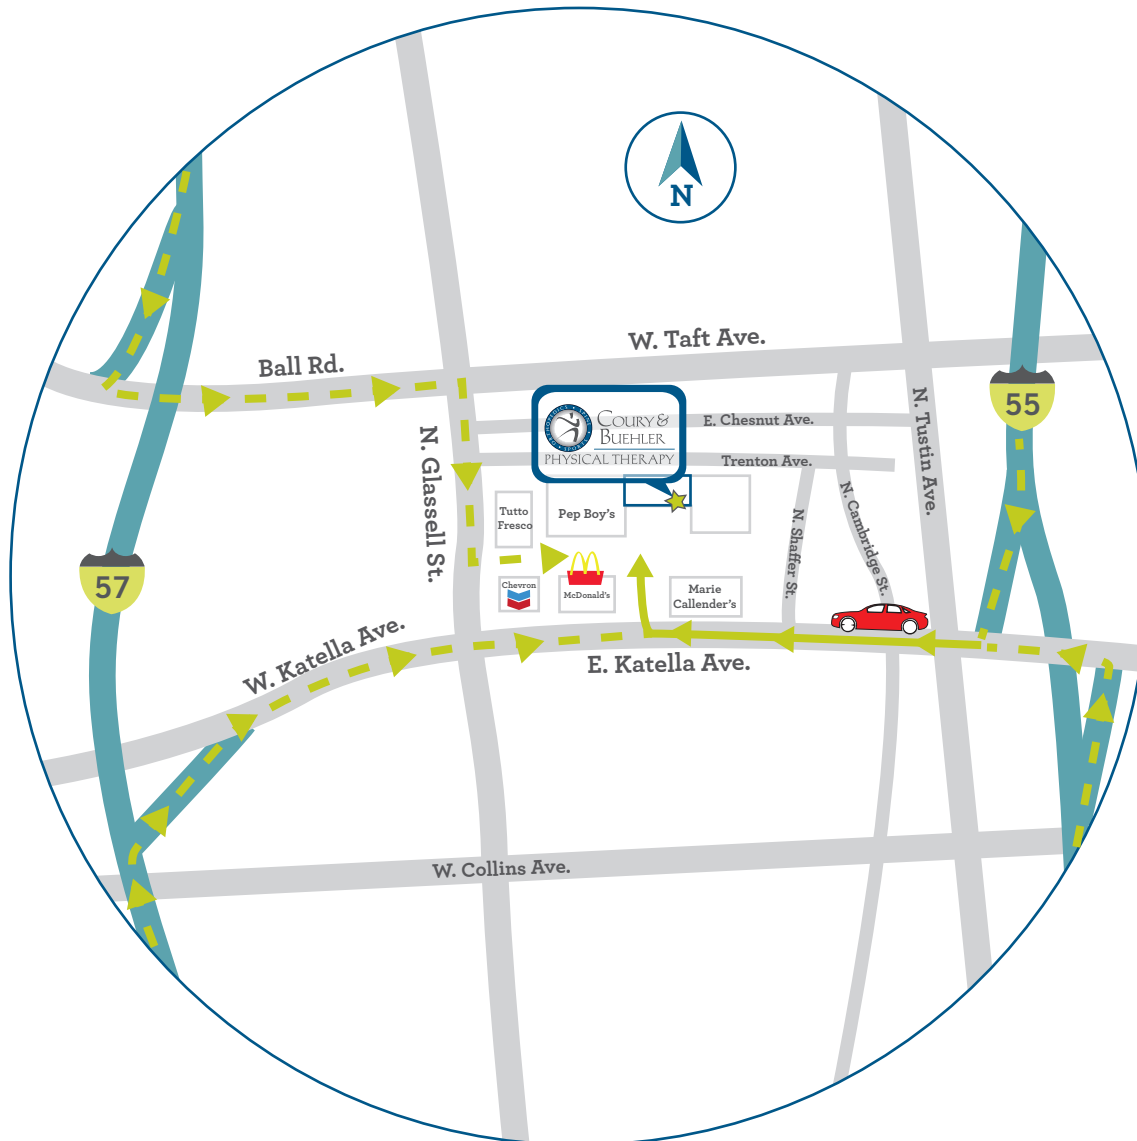 N
W. Taft Ave.
Ball Rd.
55
N. Tustin Ave.
COURY &
BUEHLER
PHYSICAL THERAPY
E. Chesnut Ave.
N. Glassell St.
Trenton Ave.
N. Cambridge St.
Tutto
Fresco
Pep Boy's
N. Shaffer St.
57
Chevron
McDonald's
Marie
Callender's
W. Katella Ave.
E. Katella Ave.
W. Collins Ave.